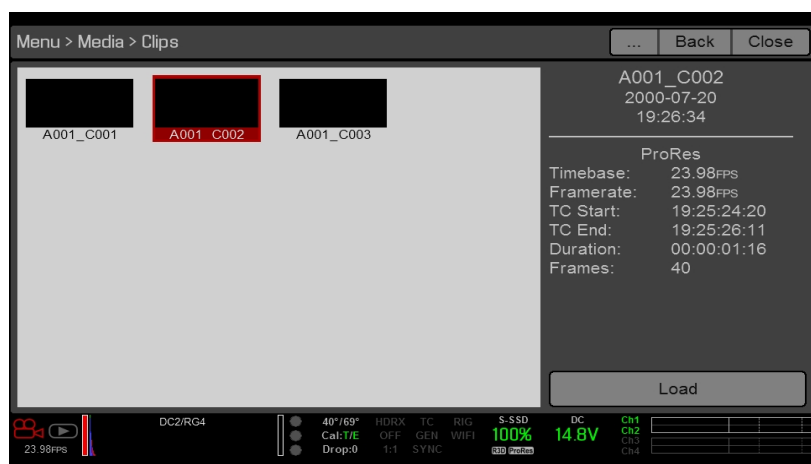 Menu > Media > Clips
... Back Close
A001_C001 A001_C002 A001_C003
A001_C002
2000-07-20
19:26:34
ProRes
Timebase: 23.98FPS
Framerate: 23.98FPS
TC Start: 19:25:24:20
TC End: 19:25:26:11
Duration: 00:00:01:16
Frames: 40
Load
23.98FPS
DC2/RG4
40°/69° HDRX TC RIG
Cal:T/E OFF GEN WIFI
Drop:0 1:1 SYNC
S-SSD
100%
R3D ProRes
DC
14.8V
Ch1
Ch2
Ch3
Ch4